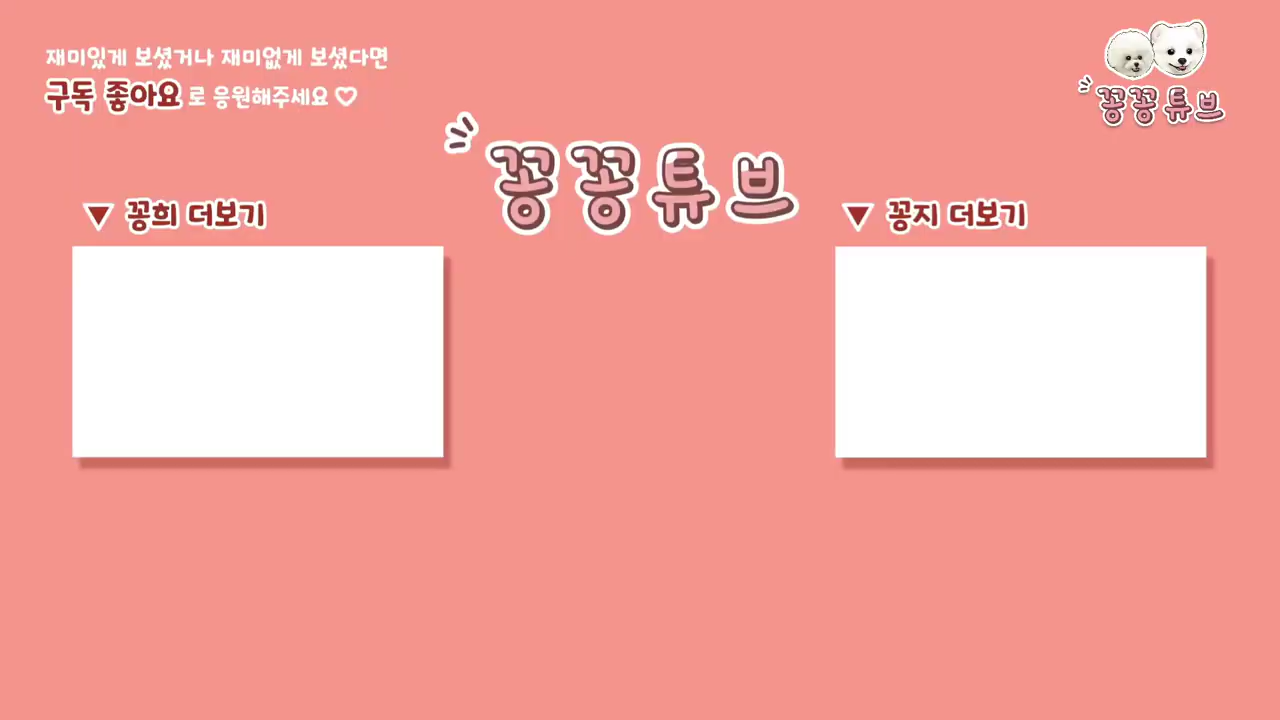 재미있게 보셨거나 재미없게 보셨다면
구독 좋아요로 응원해주세요 ♡
꽁꽁튜브
꽁꽁튜브
▼ 꽁희 더보기
▼ 꽁지 더보기